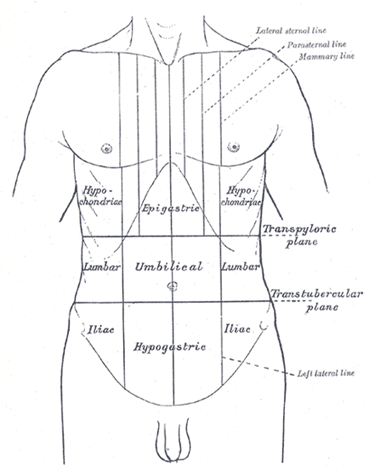 Lateral sternal line
Parasternal line
Mammary line
Hypo-
chondriac
Hypo-
chondriac
Epigastric
Transpyloric
plane
Lumbar
Umbilical
Lumbar
Transtubercular
plane
Iliac
Iliac
Hypogastric
Left lateral line